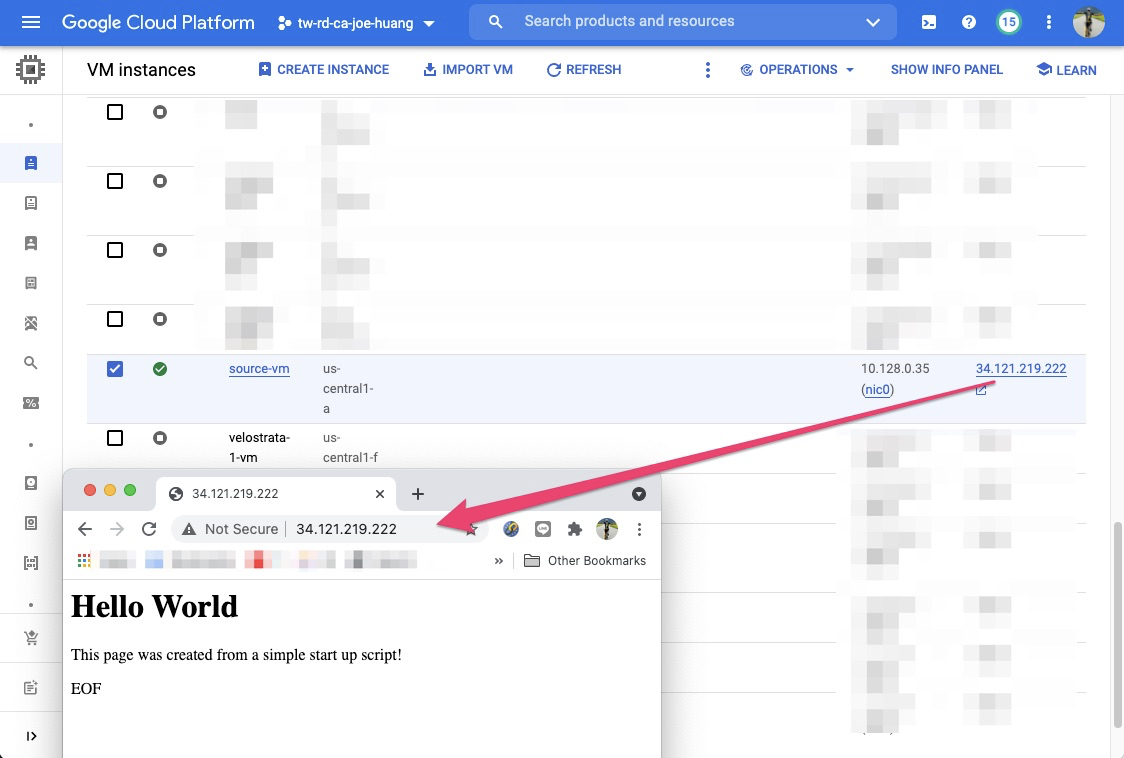 Google Cloud Platform tw-rd-ca-joe-huang Search products and resources 15
VM instances CREATE INSTANCE IMPORT VM REFRESH OPERATIONS SHOW INFO PANEL LEARN
source-vm us- 10.128.0.35 34.121.219.222
central1- (nic0)
a
velostrata- us-
1-vm central1-f
34.121.219.222
Not Secure 34.121.219.222
» Other Bookmarks
Hello World
This page was created from a simple start up script!
EOF